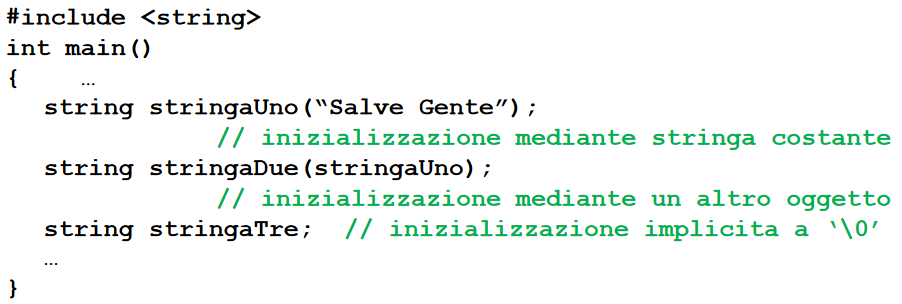 #include <string>
int main()
{ …
string stringaUno(“Salve Gente”);
// inizializzazione mediante stringa costante
string stringaDue(stringaUno);
// inizializzazione mediante un altro oggetto
string stringaTre; // inizializzazione implicita a ‘\0’
…
}